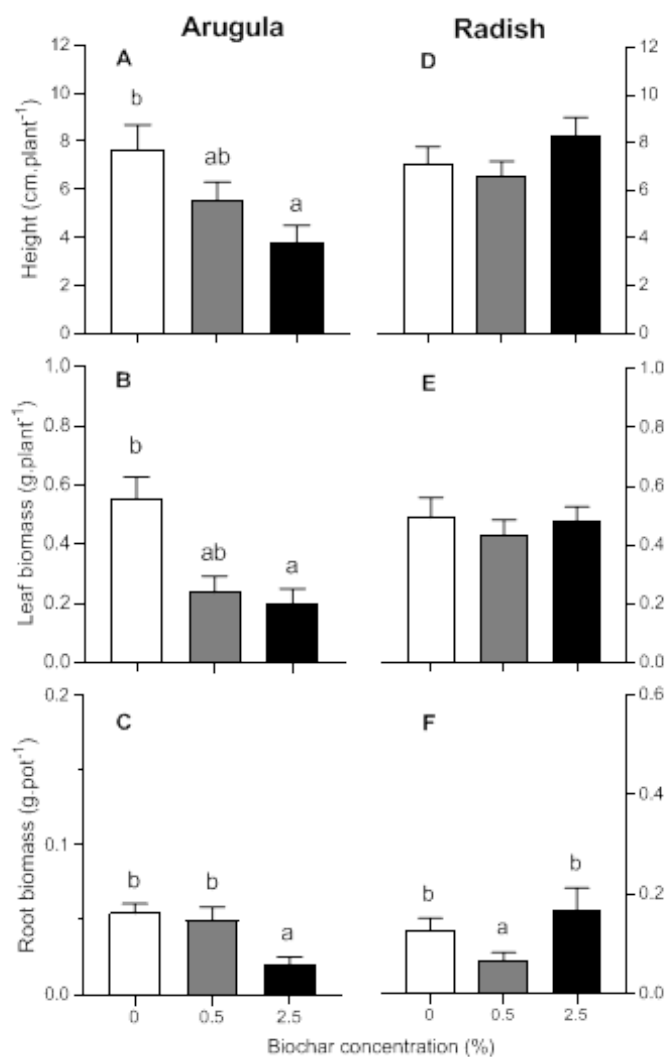 Arugula Radish
A D
Height (cm.plant⁻¹)
12 10 8 6 4 2 0
b ab a
12 10 8 6 4 2 0
B E
Leaf biomass (g.plant⁻¹)
1.0 0.8 0.6 0.4 0.2 0.0
b ab a
1.0 0.8 0.6 0.4 0.2 0.0
C F
Root biomass (g.pot⁻¹)
0.2 0.1 0.0
b b a
b a b
0.6 0.4 0.2 0.0
0 0.5 2.5 0 0.5 2.5
Biochar concentration (%)